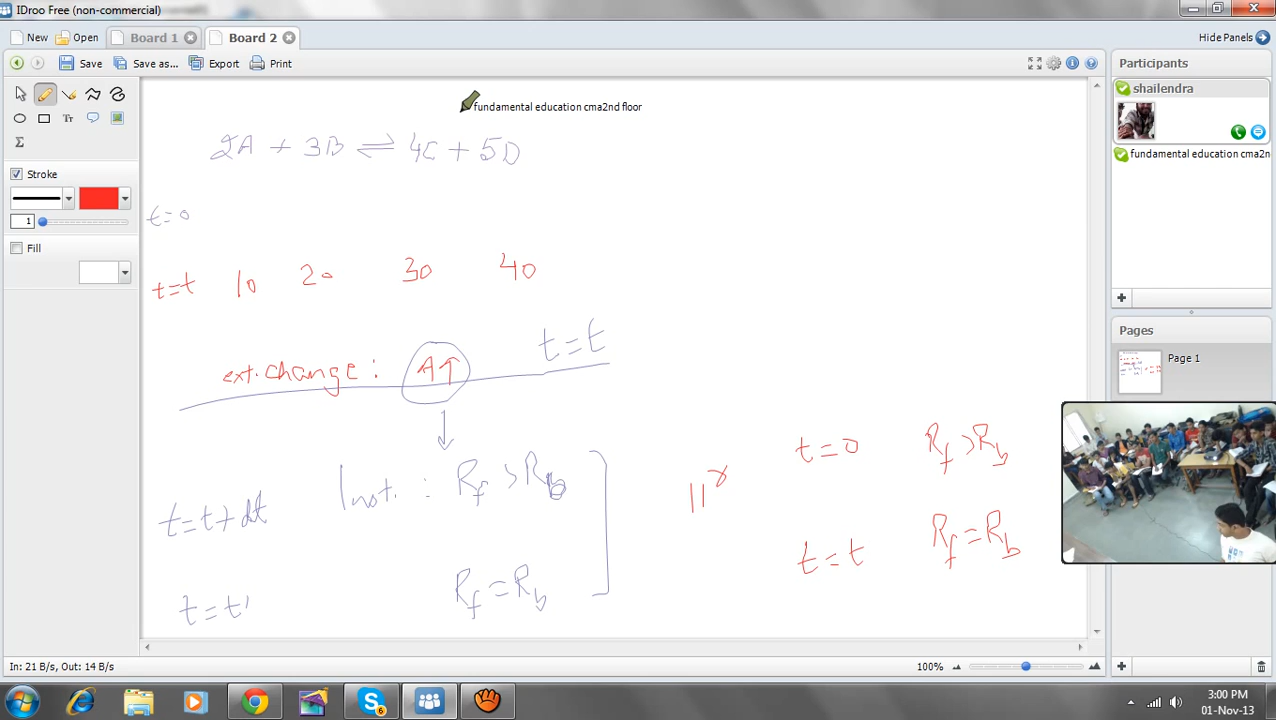 IDroo Free (non-commercial)
New Open Board 1 Board 2 Hide Panels
Save Save as... Export Print
Participants
shailendra
fundamental education cma2n
fundamental education cma2nd floor
2A + 3B ⇌ 4C + 5D
Tr
Σ
Stroke
1
Fill
t=0
t=t 10 20 30 40
t=t
ext. change : A↑
t=t+dt Inst. : Rf >Rb
t=t' Rf =Rb
t=0 Rf >Rb
t=t Rf =Rb
Pages
Page 1
In: 21 B/s, Out: 14 B/s
100%
6
3:00 PM
01-Nov-13